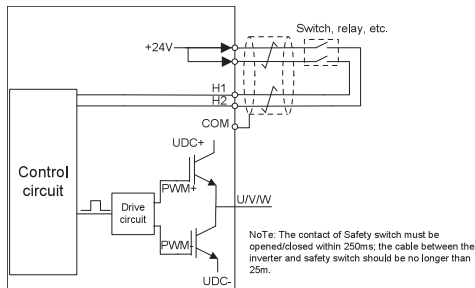 Switch, relay, etc.
+24V
H1
H2
COM
UDC+
Control
circuit
PWM+
Drive
circuit
U/V/W
PWM-
UDC-
NoTe: The contact of Safety switch must be
opened/closed within 250ms; the cable between the
inverter and safety switch should be no longer than
25m.